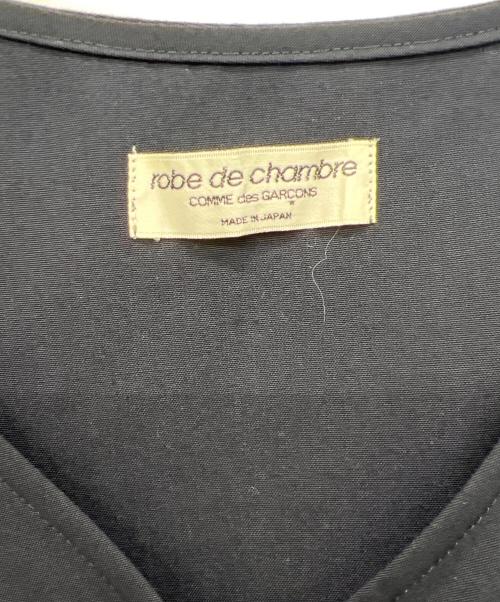 robe de chambre
COMME des GARÇONS
MADE IN JAPAN